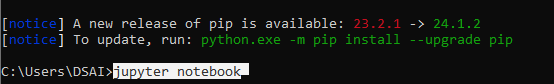 [notice] A new release of pip is available: 23.2.1 -> 24.1.2
[notice] To update, run: python.exe -m pip install --upgrade pip
C:\Users\DSAI>jupyter notebook